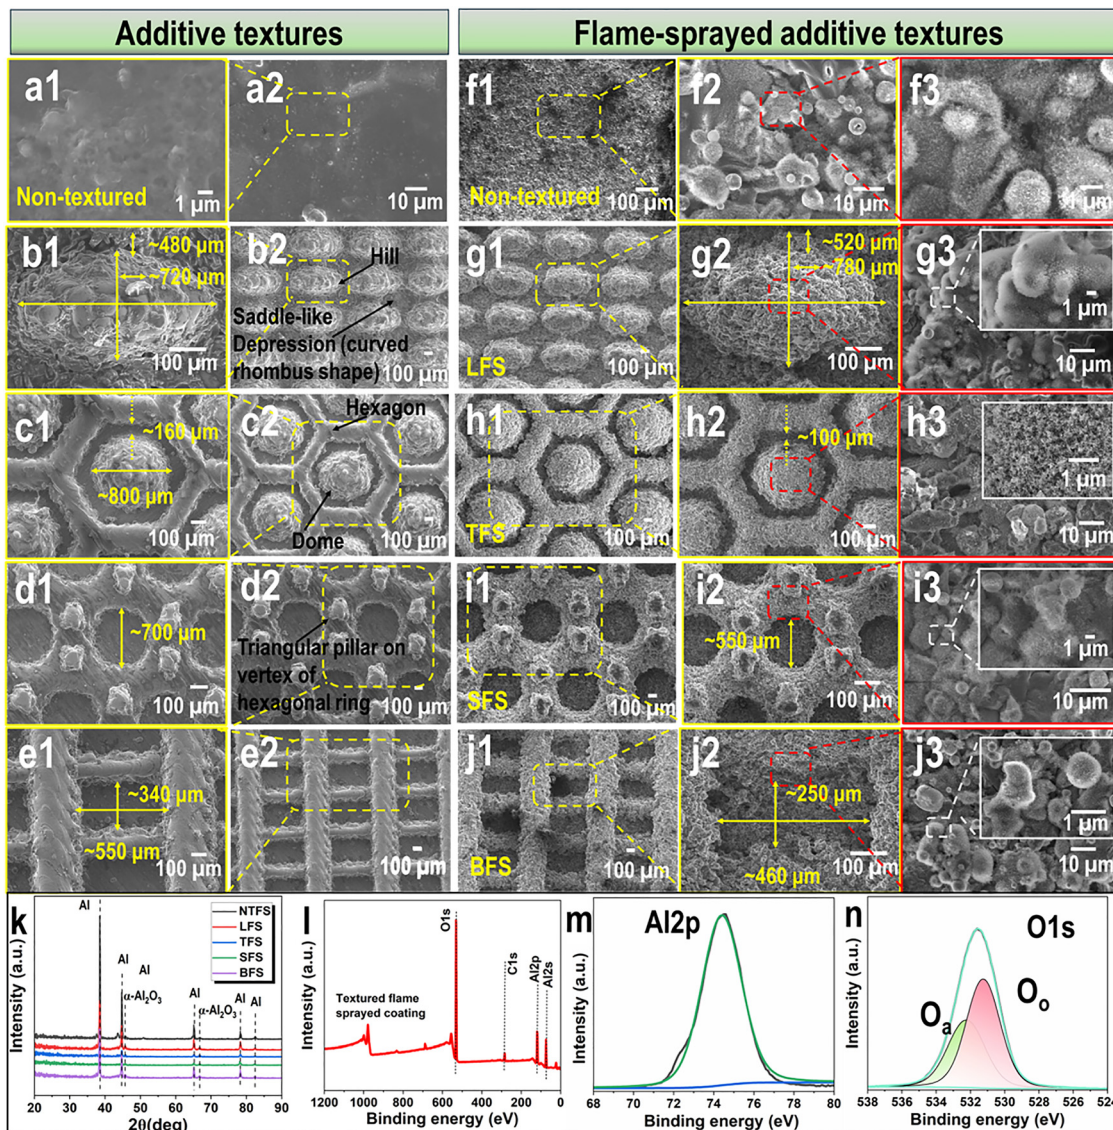 Additive textures
Flame-sprayed additive textures
a1
Non-textured
1 µm
a2
10 µm
f1
Non-textured
100 µm
f2
10 µm
f3
1 µm
b1
~480 µm
~720 µm
100 µm
b2
Hill
Saddle-like
Depression (curved
rhombus shape)
100 µm
g1
LFS
100 µm
g2
~520 µm
~780 µm
100 µm
g3
1 µm
10 µm
c1
~160 µm
~800 µm
100 µm
c2
Hexagon
Dome
100 µm
h1
TFS
100 µm
h2
~100 µm
100 µm
h3
1 µm
10 µm
d1
~700 µm
100 µm
d2
Triangular pillar on
vertex of
hexagonal ring
100 µm
i1
SFS
100 µm
i2
~550 µm
100 µm
i3
1 µm
10 µm
e1
~340 µm
~550 µm
100 µm
e2
100 µm
j1
BFS
100 µm
j2
~250 µm
~460 µm
100 µm
j3
1 µm
10 µm
k
Intensity (a.u.)
Al
Al
Al
α-Al₂O₃
Al
α-Al₂O₃
Al
Al
NTFS
LFS
TFS
SFS
BFS
20 30 40 50 60 70 80 90
2θ(deg)
l
Intensity (a.u.)
Textured flame
sprayed coating
O1s
C1s
Al2p
Al2s
1200 1000 800 600 400 200 0
Binding energy (eV)
m
Intensity (a.u.)
Al2p
68 70 72 74 76 78 80
Binding energy (eV)
n
Intensity (a.u.)
O1s
Oₐ
Oₒ
538 536 534 532 530 528 526 524
Binding energy (eV)